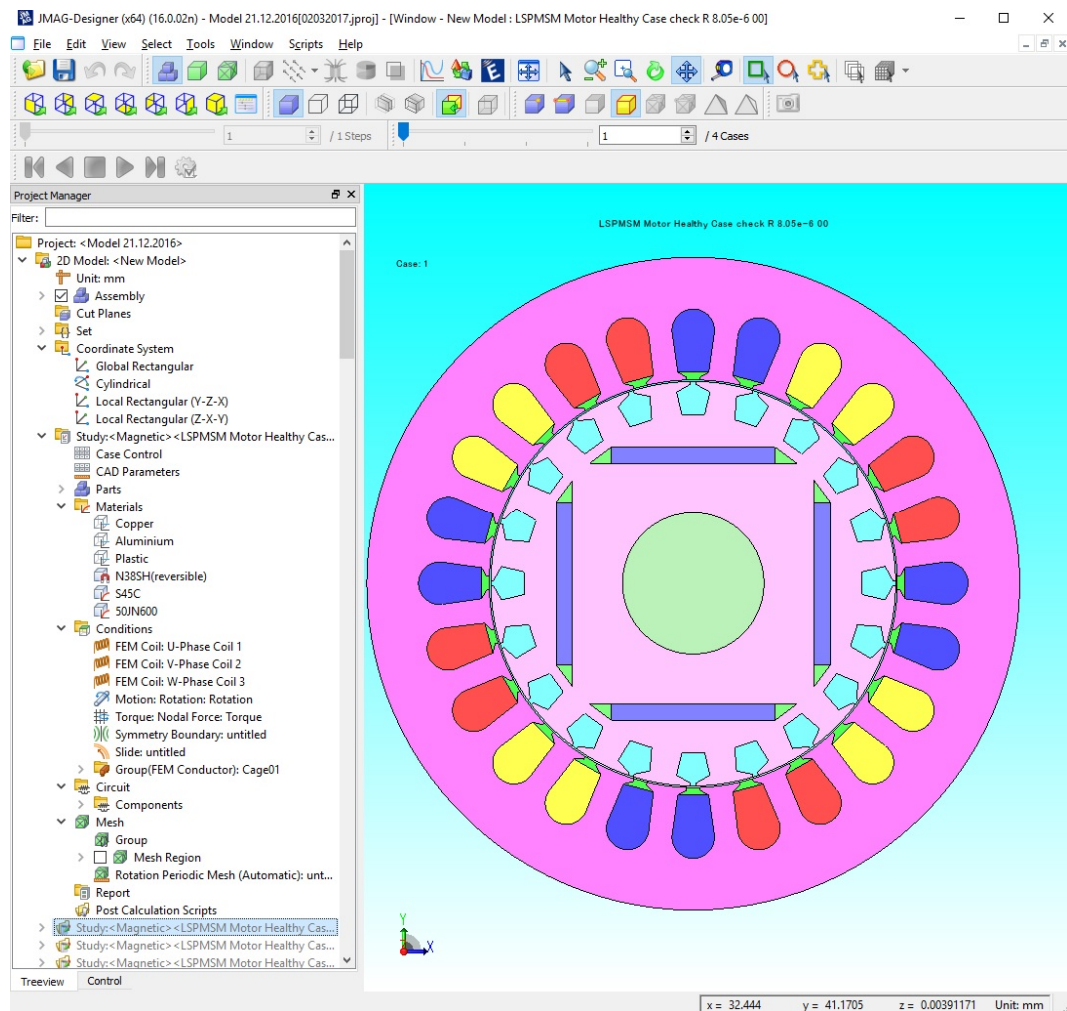 JMAG-Designer (x64) (16.0.02n) - Model 21.12.2016[02032017.jproj] - [Window - New Model : LSPMSM Motor Healthy Case check R 8.05e-6 00]
File Edit View Select Tools Window Scripts Help
1 / 1 Steps 1 / 4 Cases
Project Manager
Filter:
Project: <Model 21.12.2016>
2D Model: <New Model>
Unit: mm
Assembly
Cut Planes
Set
Coordinate System
Global Rectangular
Cylindrical
Local Rectangular (Y-Z-X)
Local Rectangular (Z-X-Y)
Study:<Magnetic><LSPMSM Motor Healthy Cas...
Case Control
CAD Parameters
Parts
Materials
Copper
Aluminium
Plastic
N38SH(reversible)
S45C
50JN600
Conditions
FEM Coil: U-Phase Coil 1
FEM Coil: V-Phase Coil 2
FEM Coil: W-Phase Coil 3
Motion: Rotation: Rotation
Torque: Nodal Force: Torque
Symmetry Boundary: untitled
Slide: untitled
Group(FEM Conductor): Cage01
Circuit
Components
Mesh
Group
Mesh Region
Rotation Periodic Mesh (Automatic): unt...
Report
Post Calculation Scripts
Study:<Magnetic><LSPMSM Motor Healthy Cas...
Study:<Magnetic><LSPMSM Motor Healthy Cas...
Study:<Magnetic><LSPMSM Motor Healthy Cas...
Treeview Control
LSPMSM Motor Healthy Case check R 8.05e-6 00
Case: 1
Y
X
x = 32.444 y = 41.1705 z = 0.00391171 Unit: mm